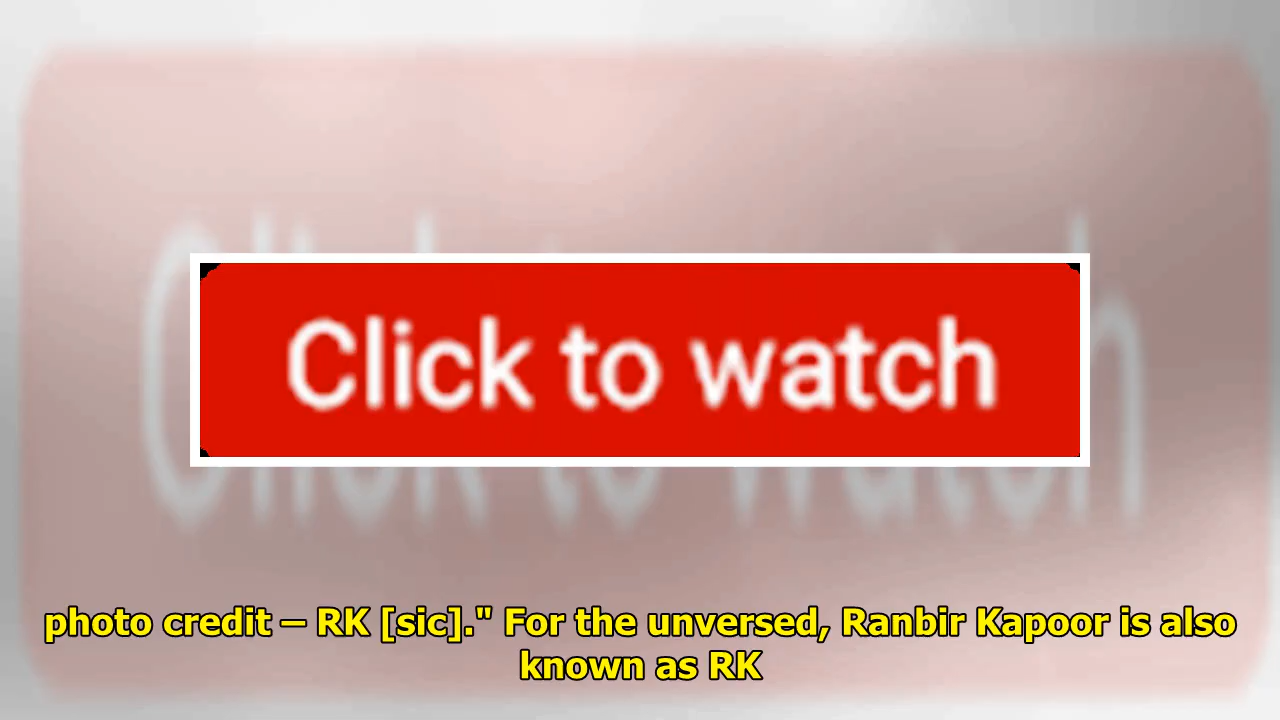 Click to watch
photo credit – RK [sic]." For the unversed, Ranbir Kapoor is also
known as RK